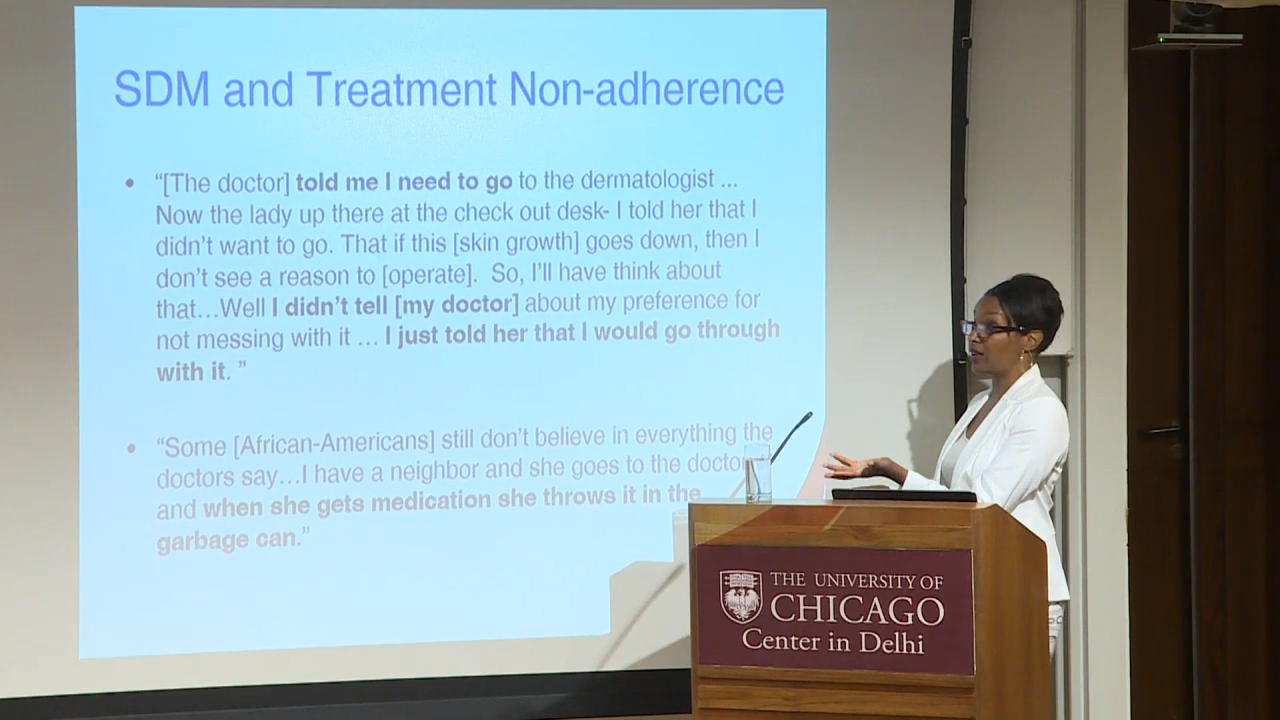 SDM and Treatment Non-adherence
• “[The doctor] told me I need to go to the dermatologist ...
Now the lady up there at the check out desk- I told her that I
didn’t want to go. That if this [skin growth] goes down, then I
don’t see a reason to [operate].  So, I’ll have think about
that…Well I didn’t tell [my doctor] about my preference for
not messing with it … I just told her that I would go through
with it. ”
• “Some [African-Americans] still don’t believe in everything the
doctors say…I have a neighbor and she goes to the doctor
and when she gets medication she throws it in the
garbage can.”
THE UNIVERSITY OF
CHICAGO
Center in Delhi